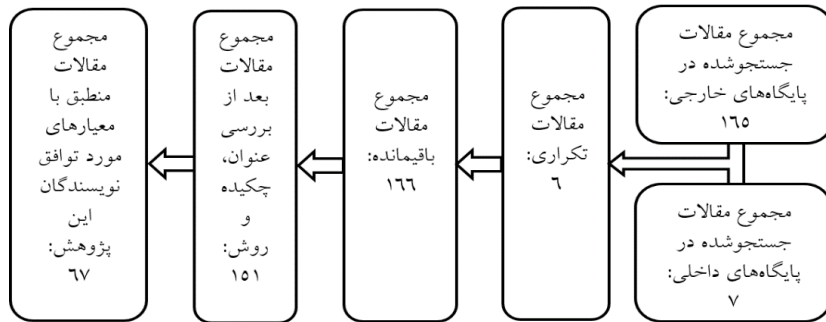 مجموع مقالات
جستجوشده در
پایگاه‌های خارجی:
۱۶۵
مجموع مقالات
جستجوشده در
پایگاه‌های داخلی:
۷
مجموع
مقالات
تکراری:
۶
مجموع
مقالات
باقیمانده:
۱۶۶
مجموع
مقالات
بعد از
بررسی
عنوان،
چکیده
و
روش:
۱۵۱
مجموع
مقالات
منطبق با
معیارهای
مورد توافق
نویسندگان
این
پژوهش:
۶۷